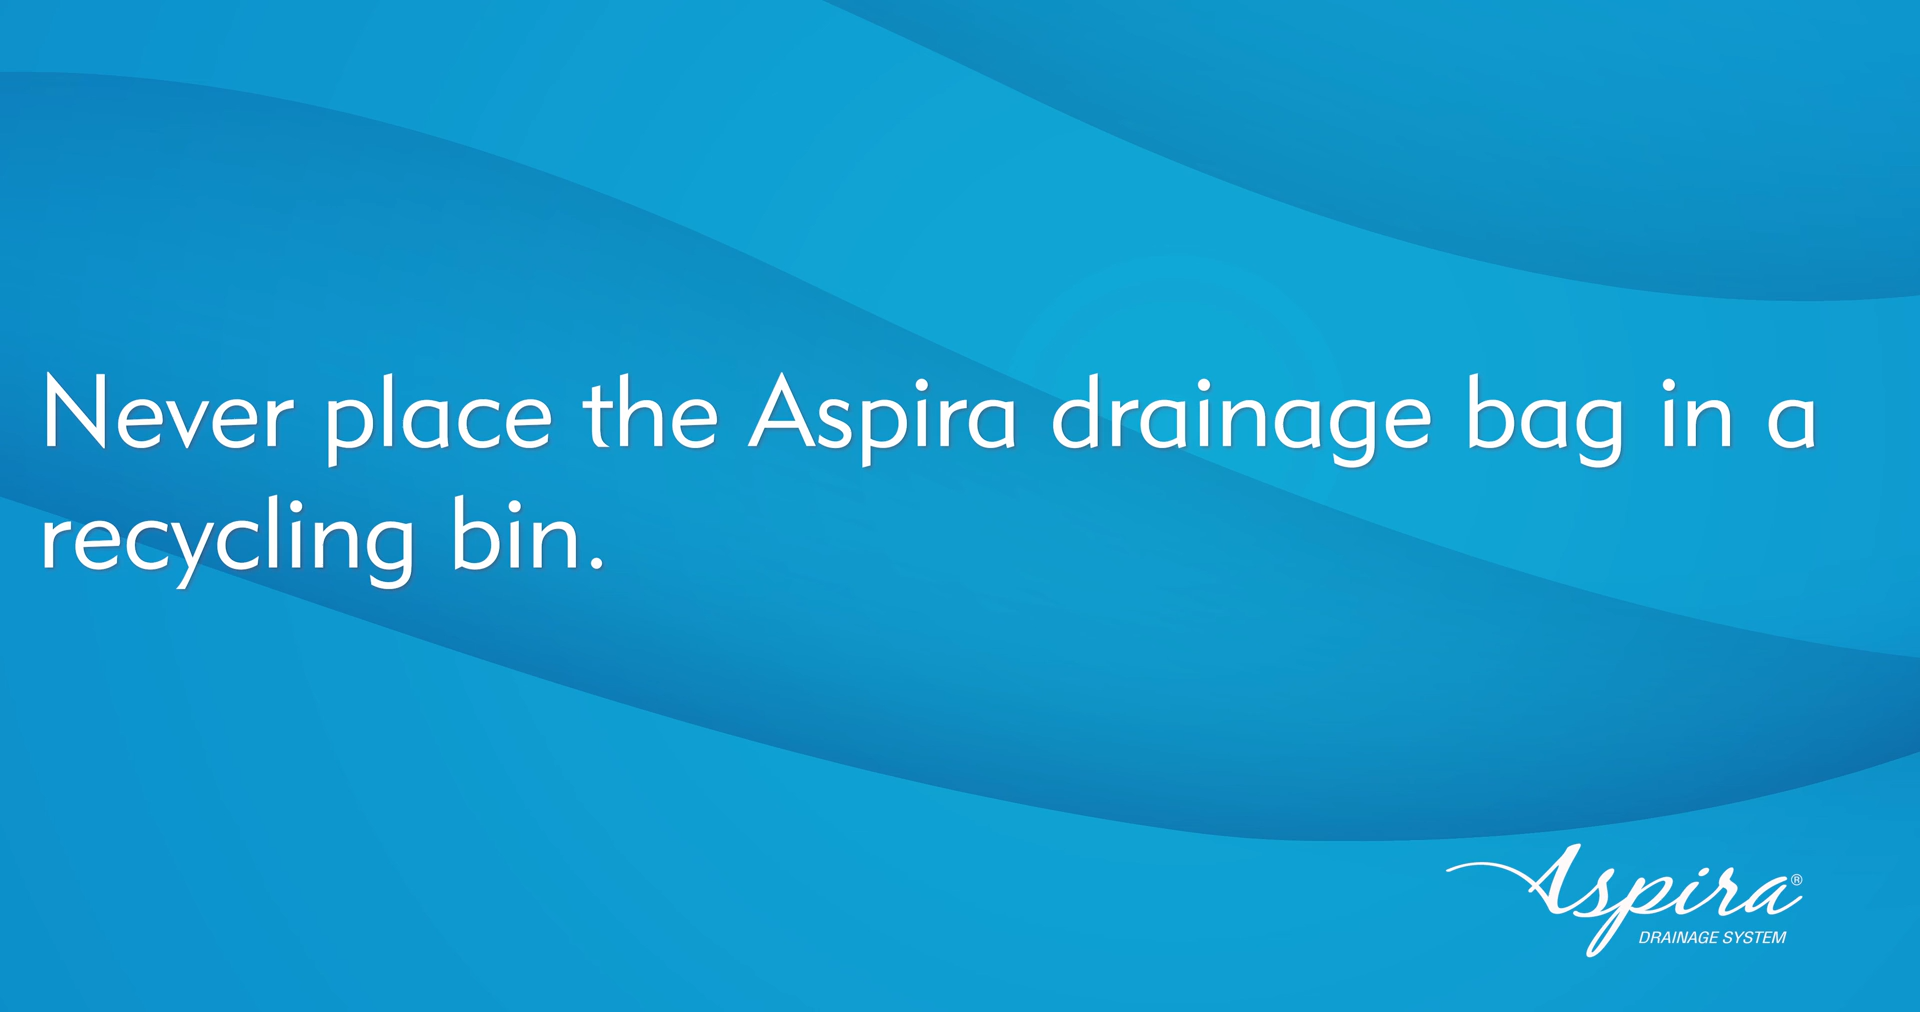 Never place the Aspira drainage bag in a
recycling bin.
Aspira®
DRAINAGE SYSTEM